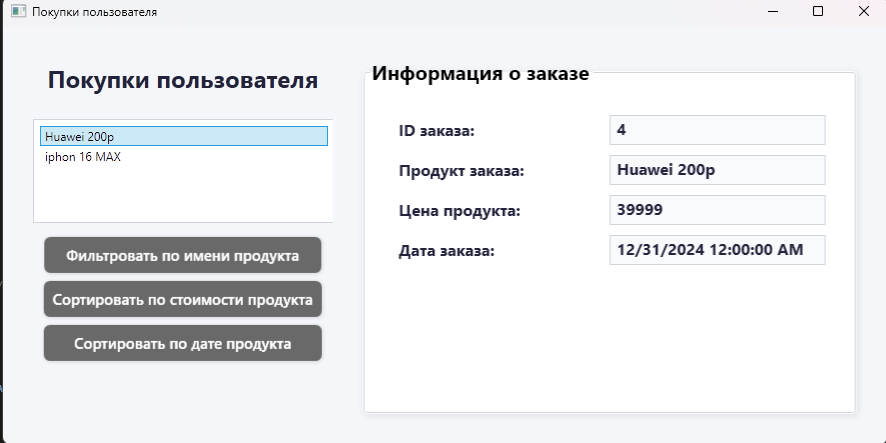 Покупки пользователя
Покупки пользователя
Huawei 200p
iphon 16 MAX
Фильтровать по имени продукта
Сортировать по стоимости продукта
Сортировать по дате продукта
Информация о заказе
ID заказа: 4
Продукт заказа: Huawei 200p
Цена продукта: 39999
Дата заказа: 12/31/2024 12:00:00 AM